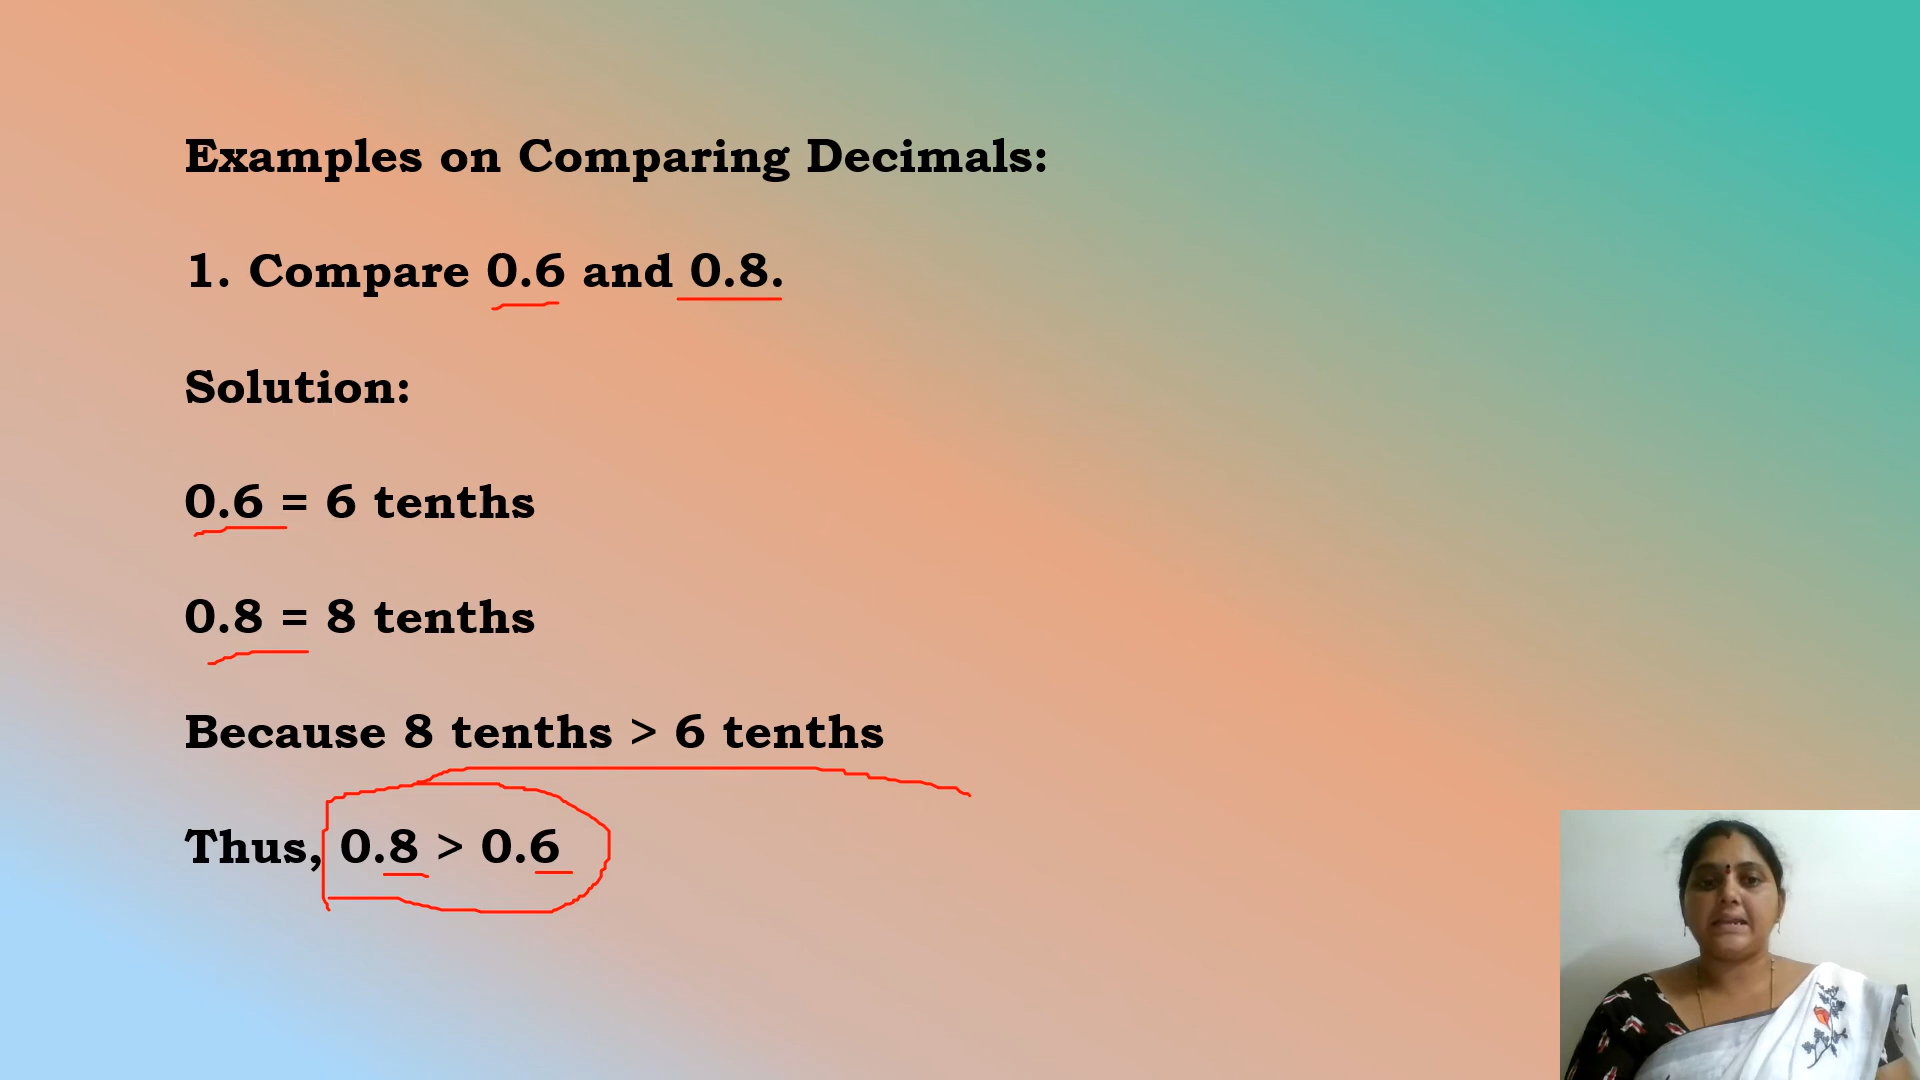 Examples on Comparing Decimals:
1. Compare 0.6 and 0.8.
Solution:
0.6 = 6 tenths
0.8 = 8 tenths
Because 8 tenths > 6 tenths
Thus, 0.8 > 0.6